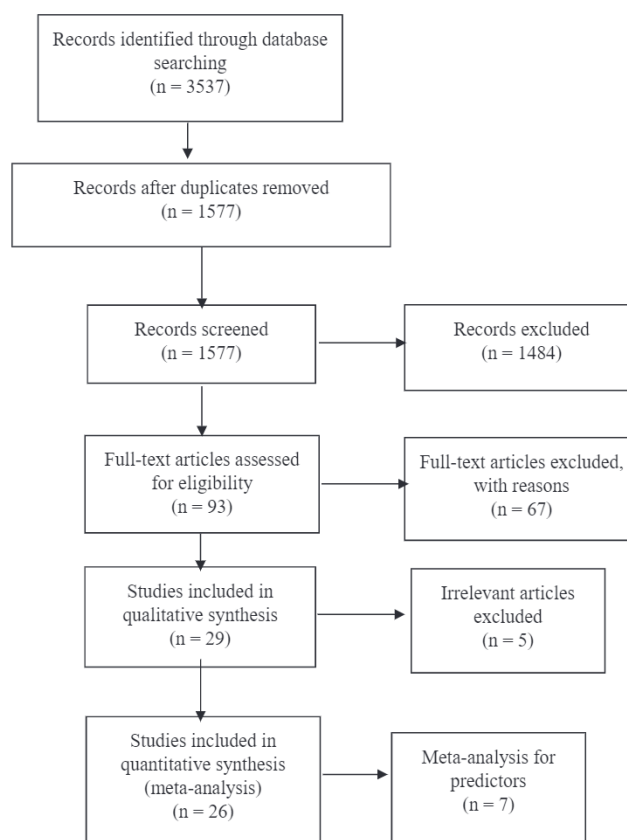 Records identified through database
searching
(n = 3537)
Records after duplicates removed
(n = 1577)
Records screened
(n = 1577)
Records excluded
(n = 1484)
Full-text articles assessed
for eligibility
(n = 93)
Full-text articles excluded,
with reasons
(n = 67)
Studies included in
qualitative synthesis
(n = 29)
Irrelevant articles
excluded
(n = 5)
Studies included in
quantitative synthesis
(meta-analysis)
(n = 26)
Meta-analysis for
predictors
(n = 7)